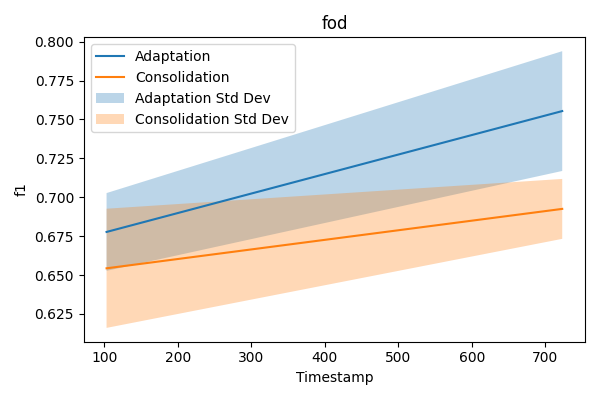 fod
0.800
0.775
0.750
0.725
0.700
0.675
0.650
0.625
f1
Adaptation
Consolidation
Adaptation Std Dev
Consolidation Std Dev
100 200 300 400 500 600 700
Timestamp